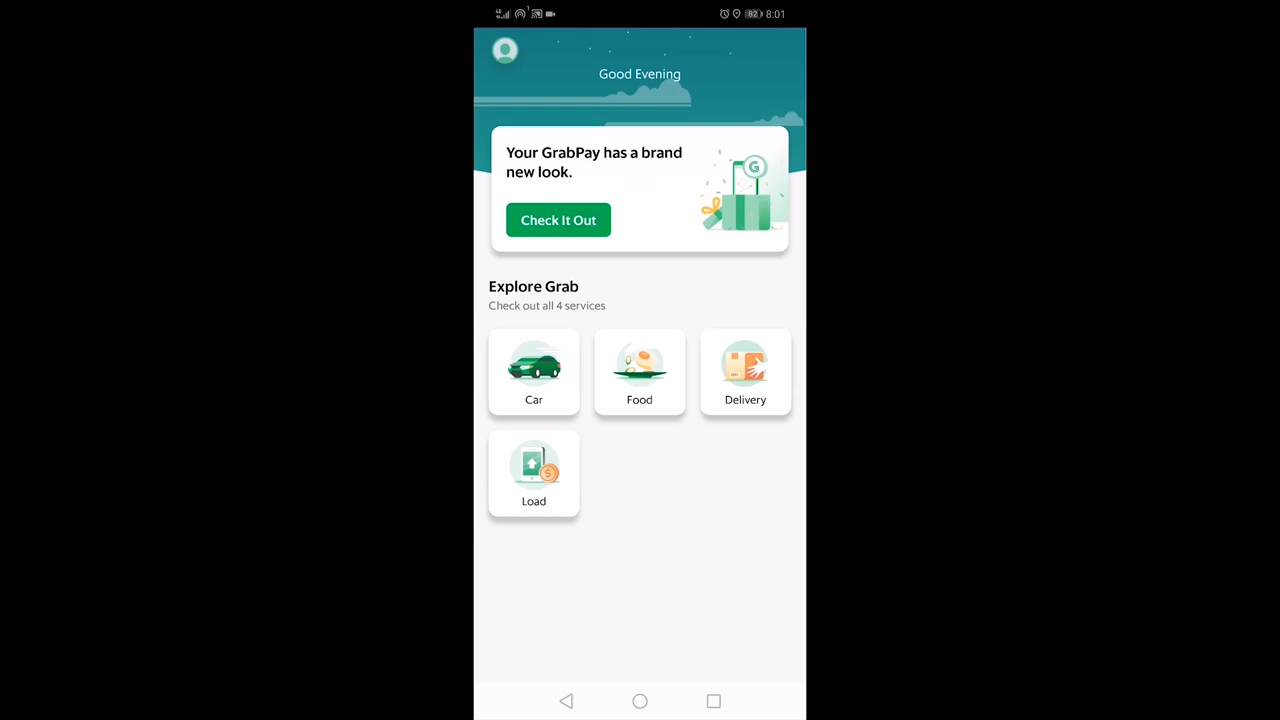 82 8:01
Good Evening
Your GrabPay has a brand
new look.
G
Check It Out
Explore Grab
Check out all 4 services
Car
Food
Delivery
$
Load